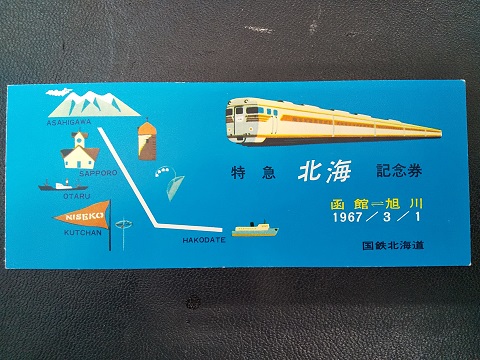 ASAHIGAWA
SAPPORO
OTARU
NISEKO
KUTCHAN
HAKODATE
特急 北海 記念券
函館⇌旭川
1967/3/1
国鉄北海道